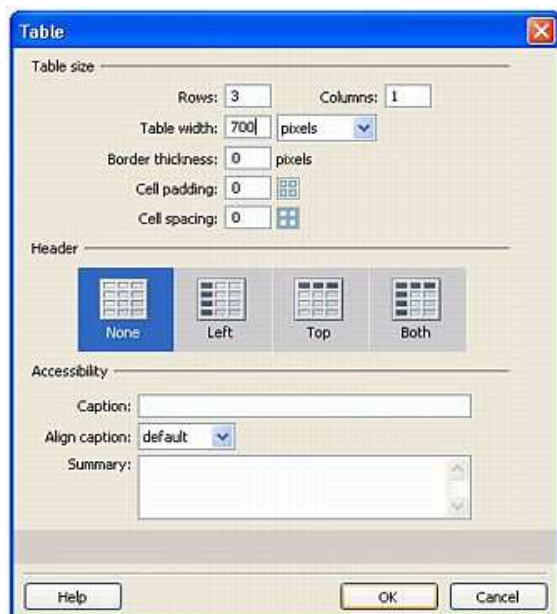 Table
Table size
Rows: 3 Columns: 1
Table width: 700 pixels
Border thickness: 0 pixels
Cell padding: 0
Cell spacing: 0
Header
None Left Top Both
Accessibility
Caption:
Align caption: default
Summary:
Help OK Cancel